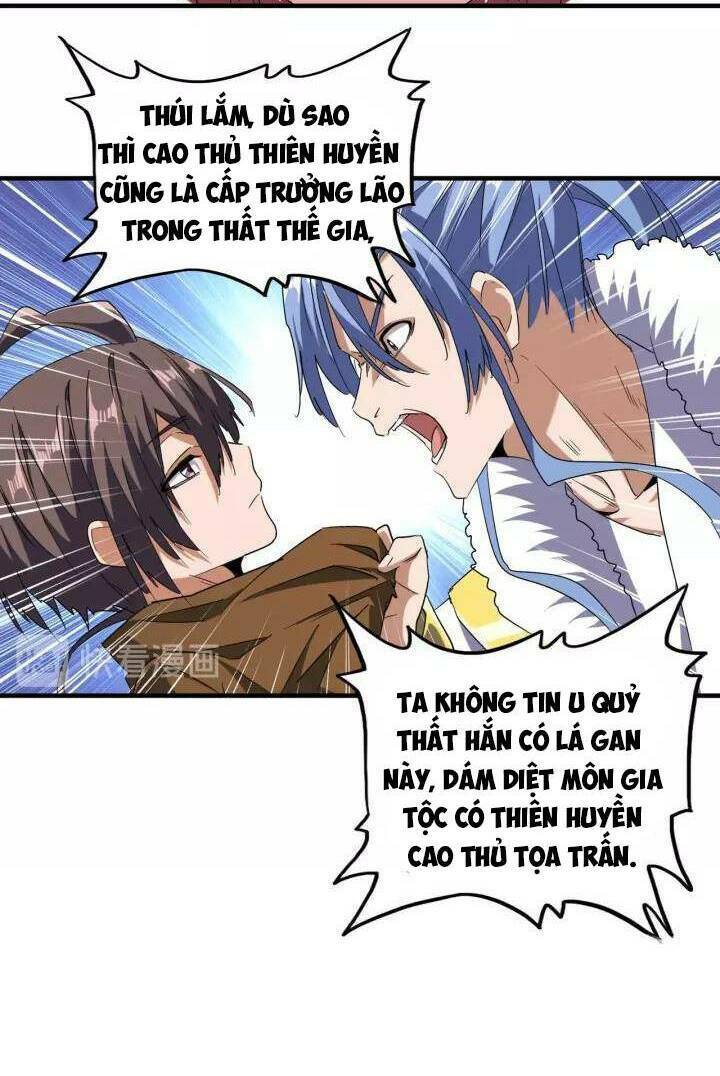 THÚI LẮM, DÙ SAO
THÌ CAO THỦ THIÊN HUYỀN
CŨNG LÀ CẤP TRƯỞNG LÃO
TRONG THẤT THẾ GIA,
快看漫画
TA KHÔNG TIN U QUỶ
THẤT HẮN CÓ LÁ GAN
NÀY, DÁM DIỆT MÔN GIA
TỘC CÓ THIÊN HUYỀN
CAO THỦ TỌA TRẤN.